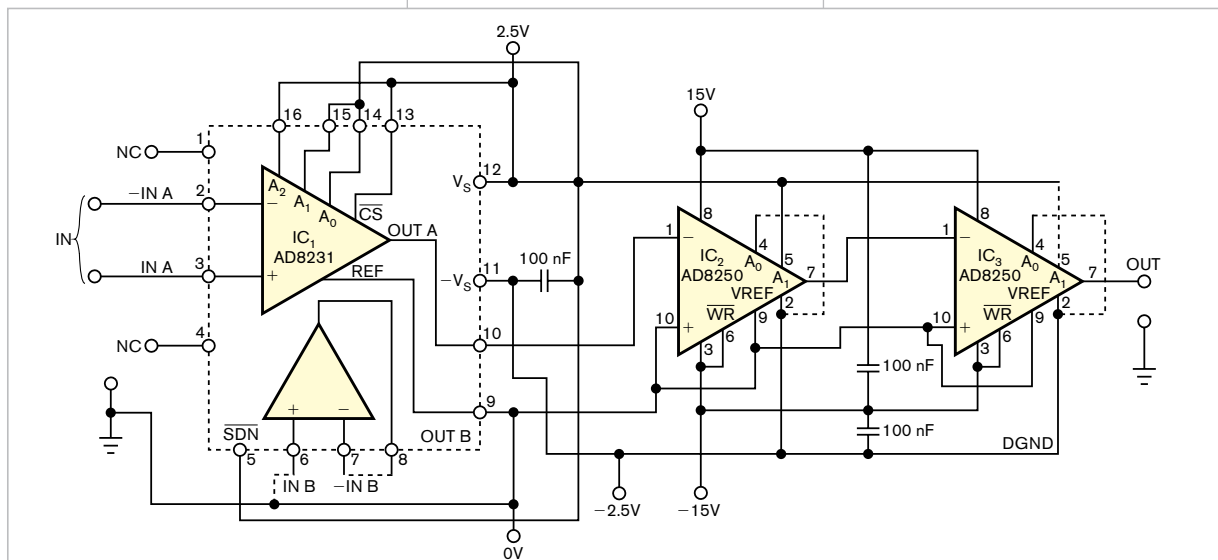 2.5V
16
15
14
13
15V
1
NC
A2
A1
A0
CS
VS
12
−IN A
2
−
IN
IC1
AD8231
OUT A
IN A
3
+
REF
−VS
11
100 nF
1
−
8
4
A0
5
A1
7
IC2
AD8250
VREF
2
WR
10
+
9
6
3
1
−
8
4
A0
5
A1
7
OUT
IC3
AD8250
VREF
2
WR
10
+
9
6
3
NC
4
10
100 nF
100 nF
+
−
9
SDN
OUT B
DGND
5
6
7
8
IN B
−IN B
−2.5V
−15V
0V